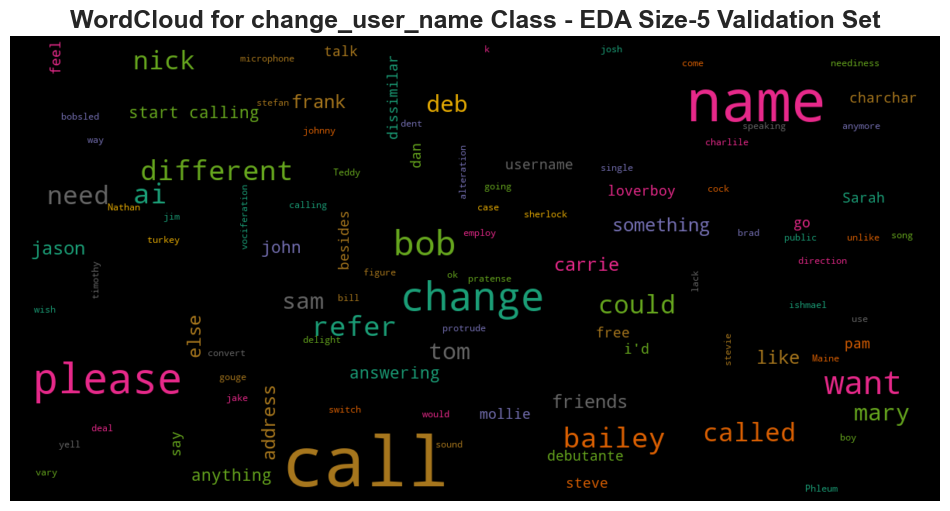 WordCloud for change_user_name Class - EDA Size-5 Validation Set
feel
nick
microphone
talk
k
josh
come
neediness
bobsled
start calling
stefan
frank
dissimilar
deb
name
charchar
way
johnny
dent
speaking
anymore
different
Teddy
dan
alteration
username
single
charlile
need
ai
Nathan
jim
vociferation
calling
going
loverboy
cock
Sarah
case
sherlock
jason
turkey
john
besides
bob
employ
something
brad
go
public
unlike
song
timothy
figure
ok
pratense
carrie
lack
direction
wish
sam
bill
change
could
ishmael
else
refer
delight
protrude
free
i'd
stevie
use
convert
tom
like
pam
Maine
please
gouge
answering
want
jake
address
switch
would
mollie
friends
mary
deal
say
call
sound
bailey
called
boy
yell
vary
anything
debutante
steve
Phleum